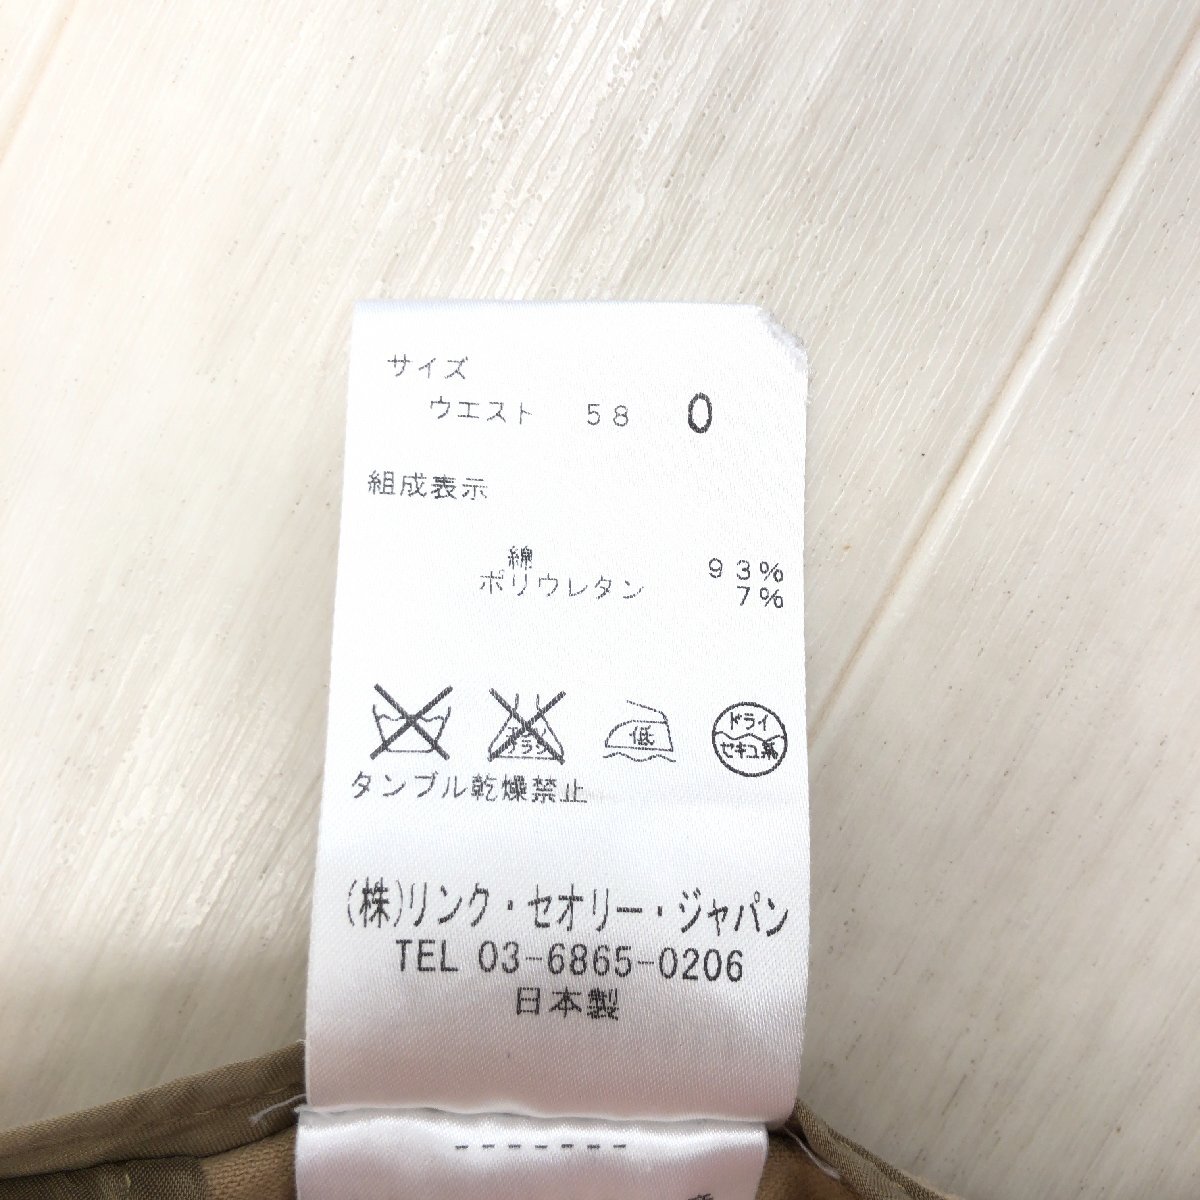 サイズ
ウエスト 58 0
組成表示
綿 93%
ポリウレタン 7%
低
ドライ
セキユ系
タンブル乾燥禁止
(株)リンク・セオリー・ジャパン
TEL 03-6865-0206
日本製
-------